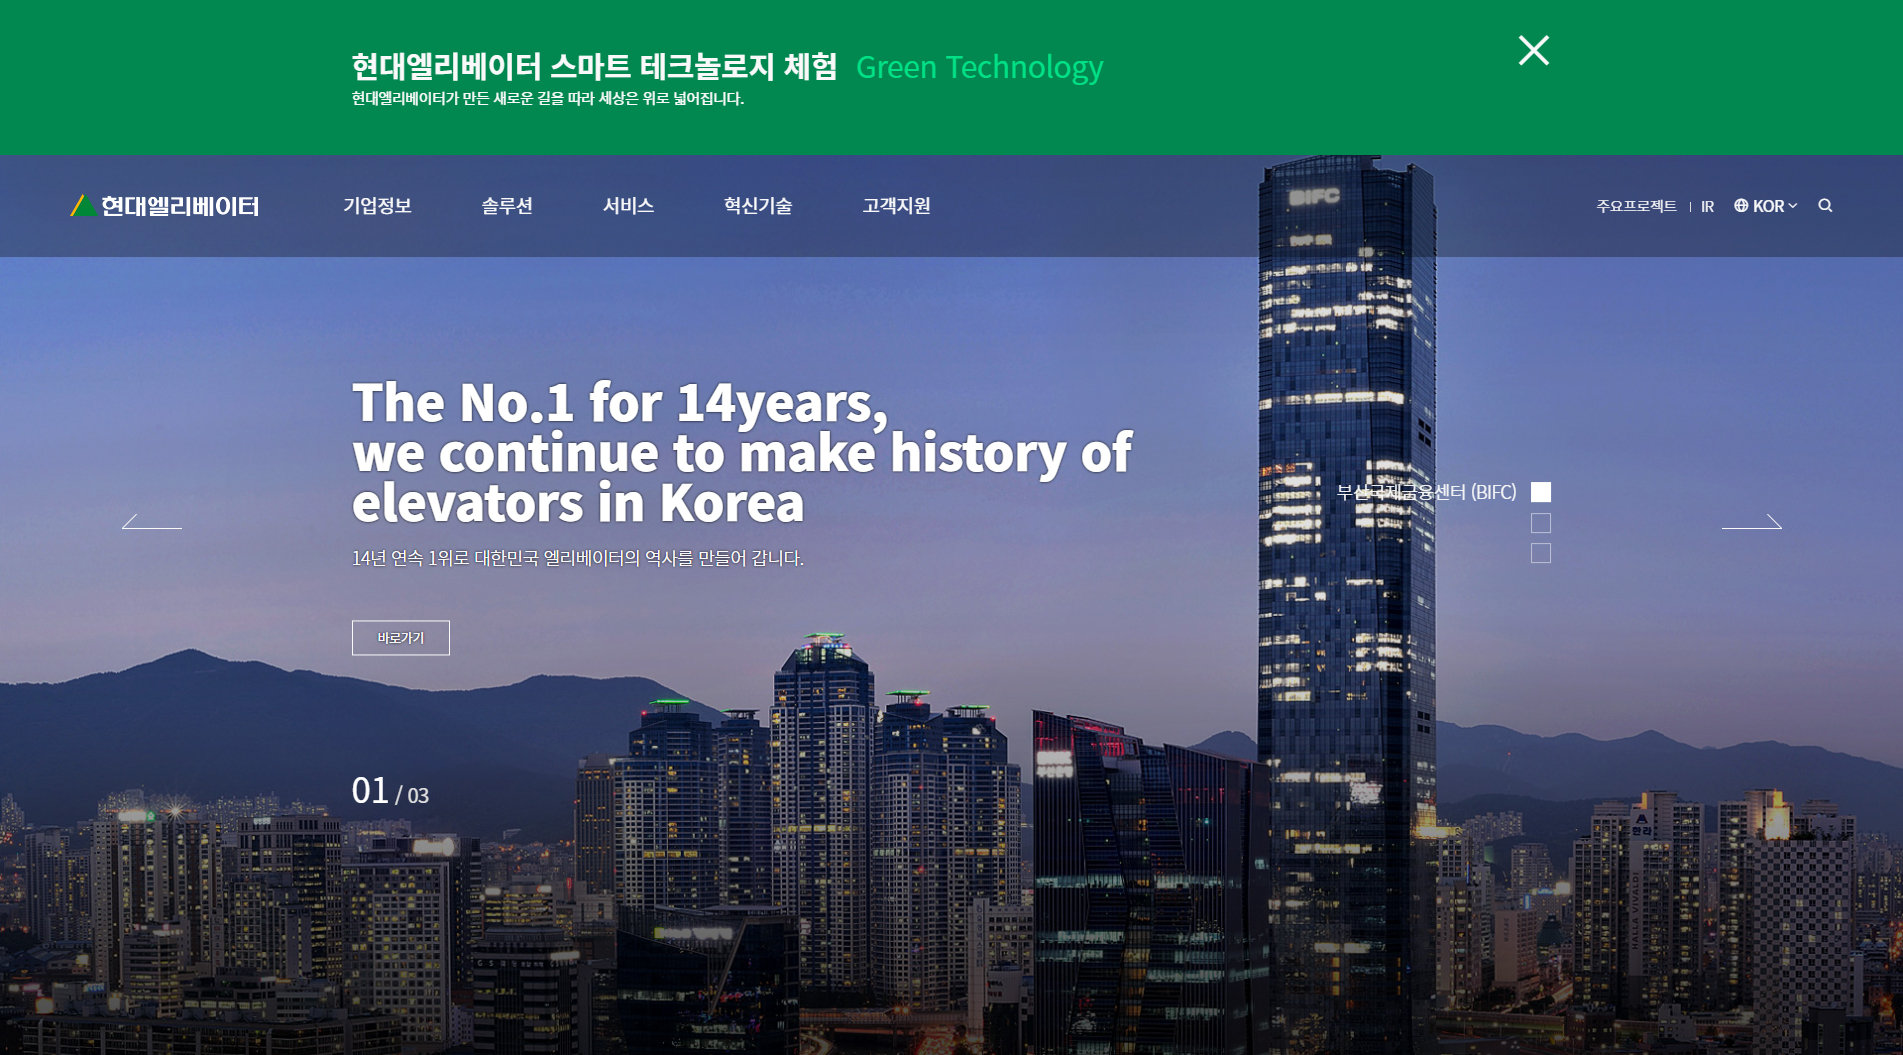 현대엘리베이터 스마트 테크놀로지 체험 Green Technology
현대엘리베이터가 만든 새로운 길을 따라 세상은 위로 넓어집니다.
현대엘리베이터 기업정보 솔루션 서비스 혁신기술 고객지원 주요프로젝트 | IR KOR
BIFC
The No.1 for 14years,
we continue to make history of
elevators in Korea
부산국제금융센터 (BIFC)
14년 연속 1위로 대한민국 엘리베이터의 역사를 만들어 갑니다.
바로가기
01 / 03
한라
HALLA VIVALDI